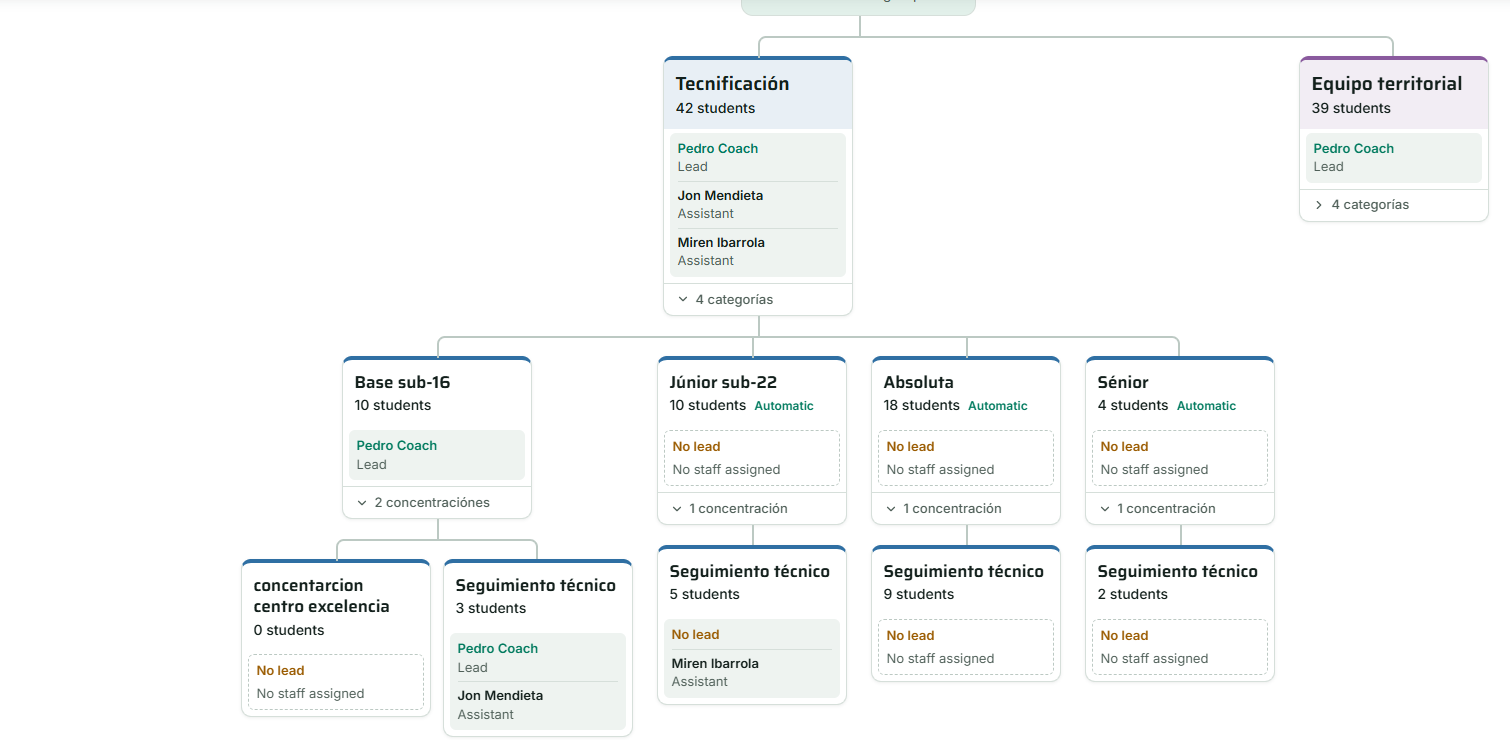 Tecnificación
42 students
Pedro Coach
Lead
Jon Mendieta
Assistant
Miren Ibarrola
Assistant
4 categorías
Equipo territorial
39 students
Pedro Coach
Lead
4 categorías
Base sub-16
10 students
Pedro Coach
Lead
2 concentraciónes
Júnior sub-22
10 students Automatic
No lead
No staff assigned
1 concentración
Absoluta
18 students Automatic
No lead
No staff assigned
1 concentración
Sénior
4 students Automatic
No lead
No staff assigned
1 concentración
concentarcion
centro excelencia
0 students
No lead
No staff assigned
Seguimiento técnico
3 students
Pedro Coach
Lead
Jon Mendieta
Assistant
Seguimiento técnico
5 students
No lead
Miren Ibarrola
Assistant
Seguimiento técnico
9 students
No lead
No staff assigned
Seguimiento técnico
2 students
No lead
No staff assigned